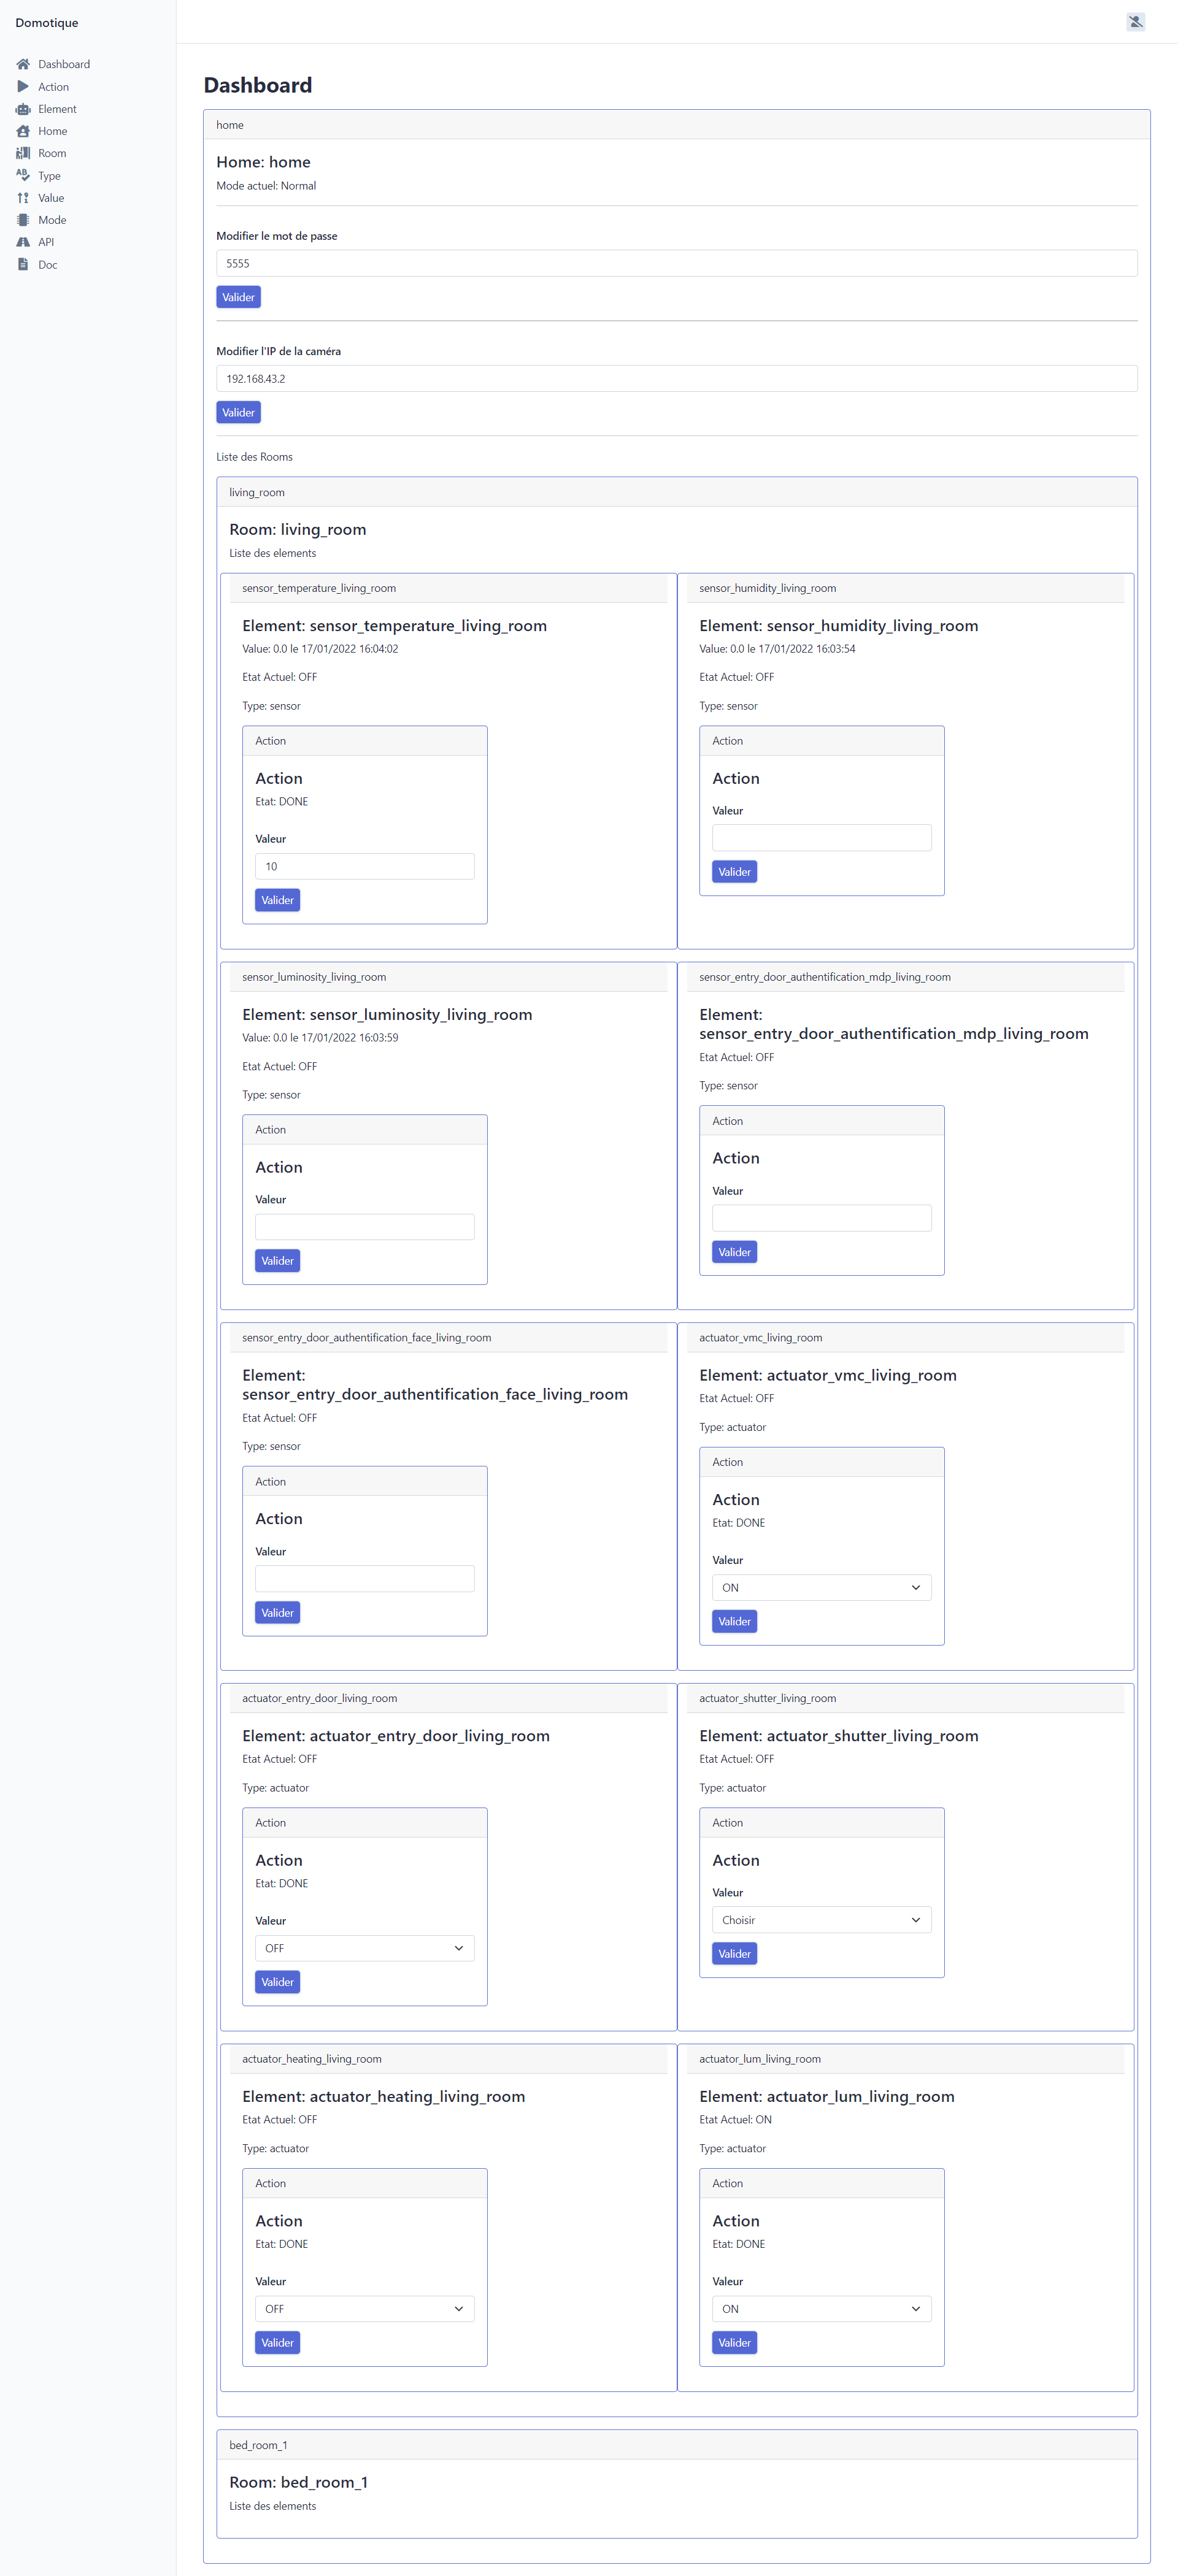 Domotique
Dashboard
Action
Element
Home
Room
Type
Value
Mode
API
Doc
Dashboard
home
Home: home
Mode actuel: Normal
Modifier le mot de passe
5555
Valider
Modifier l'IP de la caméra
192.168.43.2
Valider
Liste des Rooms
living_room
Room: living_room
Liste des elements
sensor_temperature_living_room
Element: sensor_temperature_living_room
Value: 0.0 le 17/01/2022 16:04:02
Etat Actuel: OFF
Type: sensor
Action
Action
Etat: DONE
Valeur
10
Valider
sensor_humidity_living_room
Element: sensor_humidity_living_room
Value: 0.0 le 17/01/2022 16:03:54
Etat Actuel: OFF
Type: sensor
Action
Action
Valeur
Valider
sensor_luminosity_living_room
Element: sensor_luminosity_living_room
Value: 0.0 le 17/01/2022 16:03:59
Etat Actuel: OFF
Type: sensor
Action
Action
Valeur
Valider
sensor_entry_door_authentification_mdp_living_room
Element:
sensor_entry_door_authentification_mdp_living_room
Etat Actuel: OFF
Type: sensor
Action
Action
Valeur
Valider
sensor_entry_door_authentification_face_living_room
Element:
sensor_entry_door_authentification_face_living_room
Etat Actuel: OFF
Type: sensor
Action
Action
Valeur
Valider
actuator_vmc_living_room
Element: actuator_vmc_living_room
Etat Actuel: OFF
Type: actuator
Action
Action
Etat: DONE
Valeur
ON
Valider
actuator_entry_door_living_room
Element: actuator_entry_door_living_room
Etat Actuel: OFF
Type: actuator
Action
Action
Etat: DONE
Valeur
OFF
Valider
actuator_shutter_living_room
Element: actuator_shutter_living_room
Etat Actuel: OFF
Type: actuator
Action
Action
Valeur
Choisir
Valider
actuator_heating_living_room
Element: actuator_heating_living_room
Etat Actuel: OFF
Type: actuator
Action
Action
Etat: DONE
Valeur
OFF
Valider
actuator_lum_living_room
Element: actuator_lum_living_room
Etat Actuel: ON
Type: actuator
Action
Action
Etat: DONE
Valeur
ON
Valider
bed_room_1
Room: bed_room_1
Liste des elements